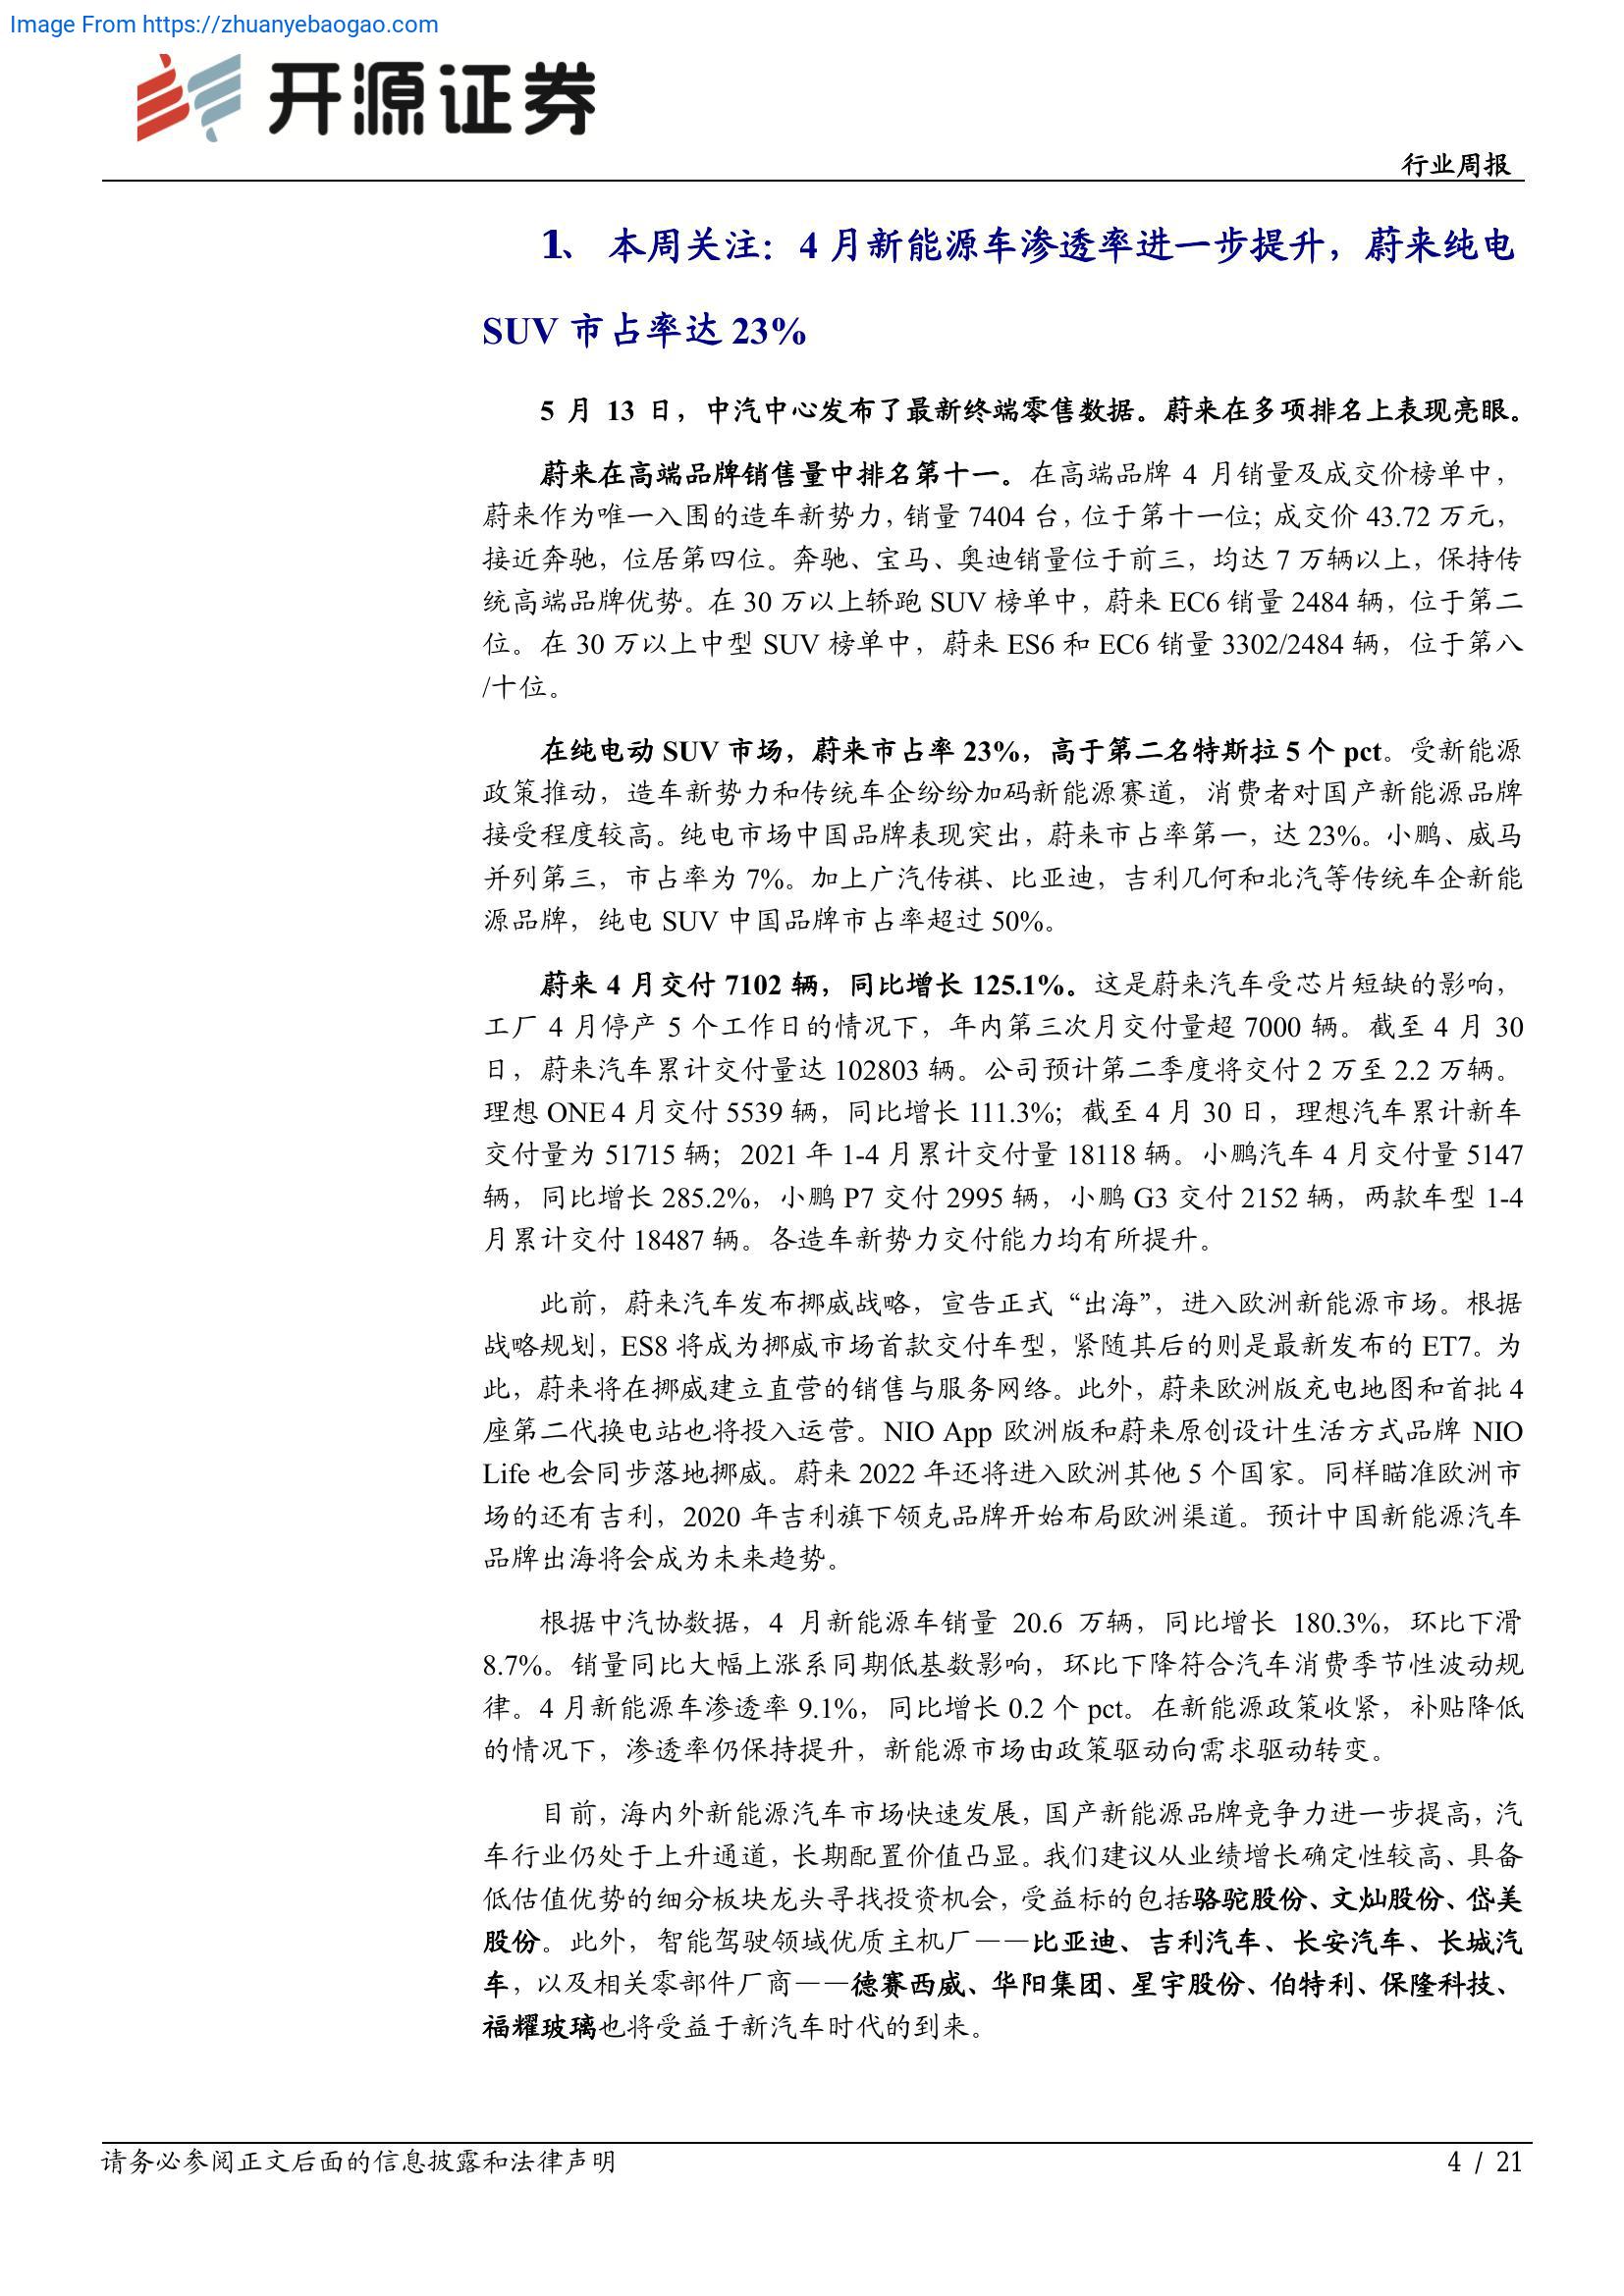 Image From https://zhuanyebaogao.com
开源证券
行业周报
1、 本周关注：4 月新能源车渗透率进一步提升，蔚来纯电
SUV 市占率达 23%
5 月 13 日，中汽中心发布了最新终端零售数据。蔚来在多项排名上表现亮眼。
蔚来在高端品牌销售量中排名第十一。在高端品牌 4 月销量及成交价榜单中，
蔚来作为唯一入围的造车新势力，销量 7404 台，位于第十一位；成交价 43.72 万元，
接近奔驰，位居第四位。奔驰、宝马、奥迪销量位于前三，均达 7 万辆以上，保持传
统高端品牌优势。在 30 万以上轿跑 SUV 榜单中，蔚来 EC6 销量 2484 辆，位于第二
位。在 30 万以上中型 SUV 榜单中，蔚来 ES6 和 EC6 销量 3302/2484 辆，位于第八
/十位。
在纯电动 SUV 市场，蔚来市占率 23%，高于第二名特斯拉 5 个 pct。受新能源
政策推动，造车新势力和传统车企纷纷加码新能源赛道，消费者对国产新能源品牌
接受程度较高。纯电市场中国品牌表现突出，蔚来市占率第一，达 23%。小鹏、威马
并列第三，市占率为 7%。加上广汽传祺、比亚迪，吉利几何和北汽等传统车企新能
源品牌，纯电 SUV 中国品牌市占率超过 50%。
蔚来 4 月交付 7102 辆，同比增长 125.1%。这是蔚来汽车受芯片短缺的影响，
工厂 4 月停产 5 个工作日的情况下，年内第三次月交付量超 7000 辆。截至 4 月 30
日，蔚来汽车累计交付量达 102803 辆。公司预计第二季度将交付 2 万至 2.2 万辆。
理想 ONE 4 月交付 5539 辆，同比增长 111.3%；截至 4 月 30 日，理想汽车累计新车
交付量为 51715 辆；2021 年 1-4 月累计交付量 18118 辆。小鹏汽车 4 月交付量 5147
辆，同比增长 285.2%，小鹏 P7 交付 2995 辆，小鹏 G3 交付 2152 辆，两款车型 1-4
月累计交付 18487 辆。各造车新势力交付能力均有所提升。
此前，蔚来汽车发布挪威战略，宣告正式“出海”，进入欧洲新能源市场。根据
战略规划，ES8 将成为挪威市场首款交付车型，紧随其后的则是最新发布的 ET7。为
此，蔚来将在挪威建立直营的销售与服务网络。此外，蔚来欧洲版充电地图和首批 4
座第二代换电站也将投入运营。NIO App 欧洲版和蔚来原创设计生活方式品牌 NIO
Life 也会同步落地挪威。蔚来 2022 年还将进入欧洲其他 5 个国家。同样瞄准欧洲市
场的还有吉利，2020 年吉利旗下领克品牌开始布局欧洲渠道。预计中国新能源汽车
品牌出海将会成为未来趋势。
根据中汽协数据，4 月新能源车销量 20.6 万辆，同比增长 180.3%，环比下滑
8.7%。销量同比大幅上涨系同期低基数影响，环比下降符合汽车消费季节性波动规
律。4 月新能源车渗透率 9.1%，同比增长 0.2 个 pct。在新能源政策收紧，补贴降低
的情况下，渗透率仍保持提升，新能源市场由政策驱动向需求驱动转变。
目前，海内外新能源汽车市场快速发展，国产新能源品牌竞争力进一步提高，汽
车行业仍处于上升通道，长期配置价值凸显。我们建议从业绩增长确定性较高、具备
低估值优势的细分板块龙头寻找投资机会，受益标的包括骆驼股份、文灿股份、岱美
股份。此外，智能驾驶领域优质主机厂——比亚迪、吉利汽车、长安汽车、长城汽
车，以及相关零部件厂商——德赛西威、华阳集团、星宇股份、伯特利、保隆科技、
福耀玻璃也将受益于新汽车时代的到来。
请务必参阅正文后面的信息披露和法律声明
4 / 21